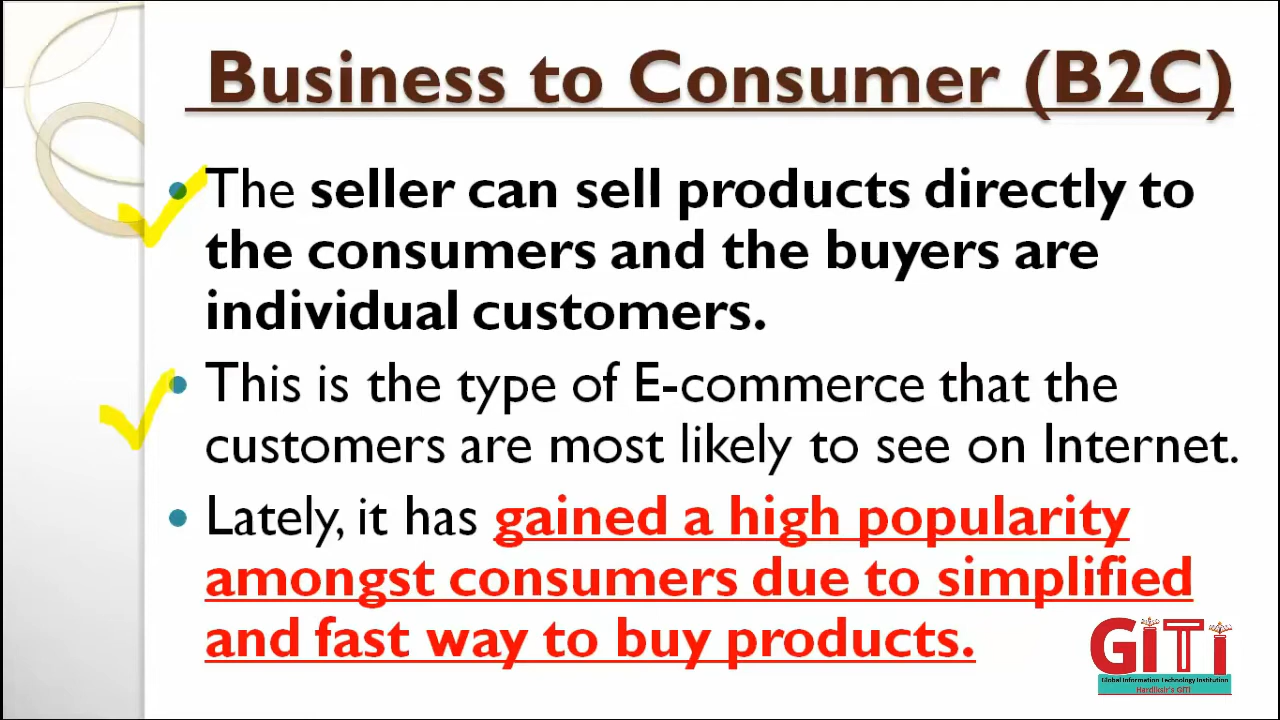 Business to Consumer (B2C)
• The seller can sell products directly to
the consumers and the buyers are
individual customers.
• This is the type of E-commerce that the
customers are most likely to see on Internet.
• Lately, it has gained a high popularity
amongst consumers due to simplified
and fast way to buy products.
GITI
Global Information Technology Institution
Hardiksir's GITI